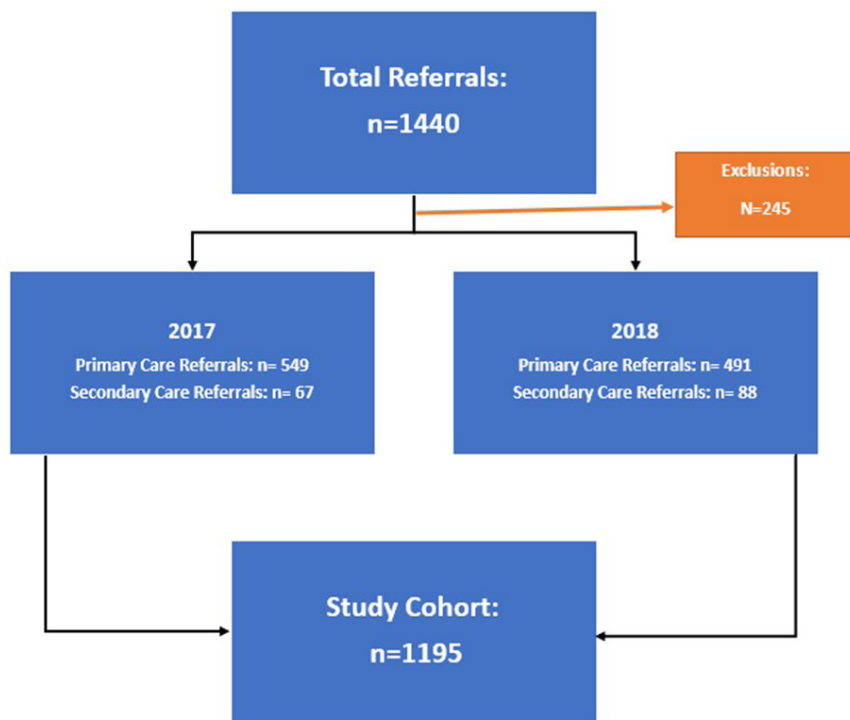 Total Referrals:
n=1440
Exclusions:
N=245
2017
Primary Care Referrals: n= 549
Secondary Care Referrals: n= 67
2018
Primary Care Referrals: n= 491
Secondary Care Referrals: n= 88
Study Cohort:
n=1195